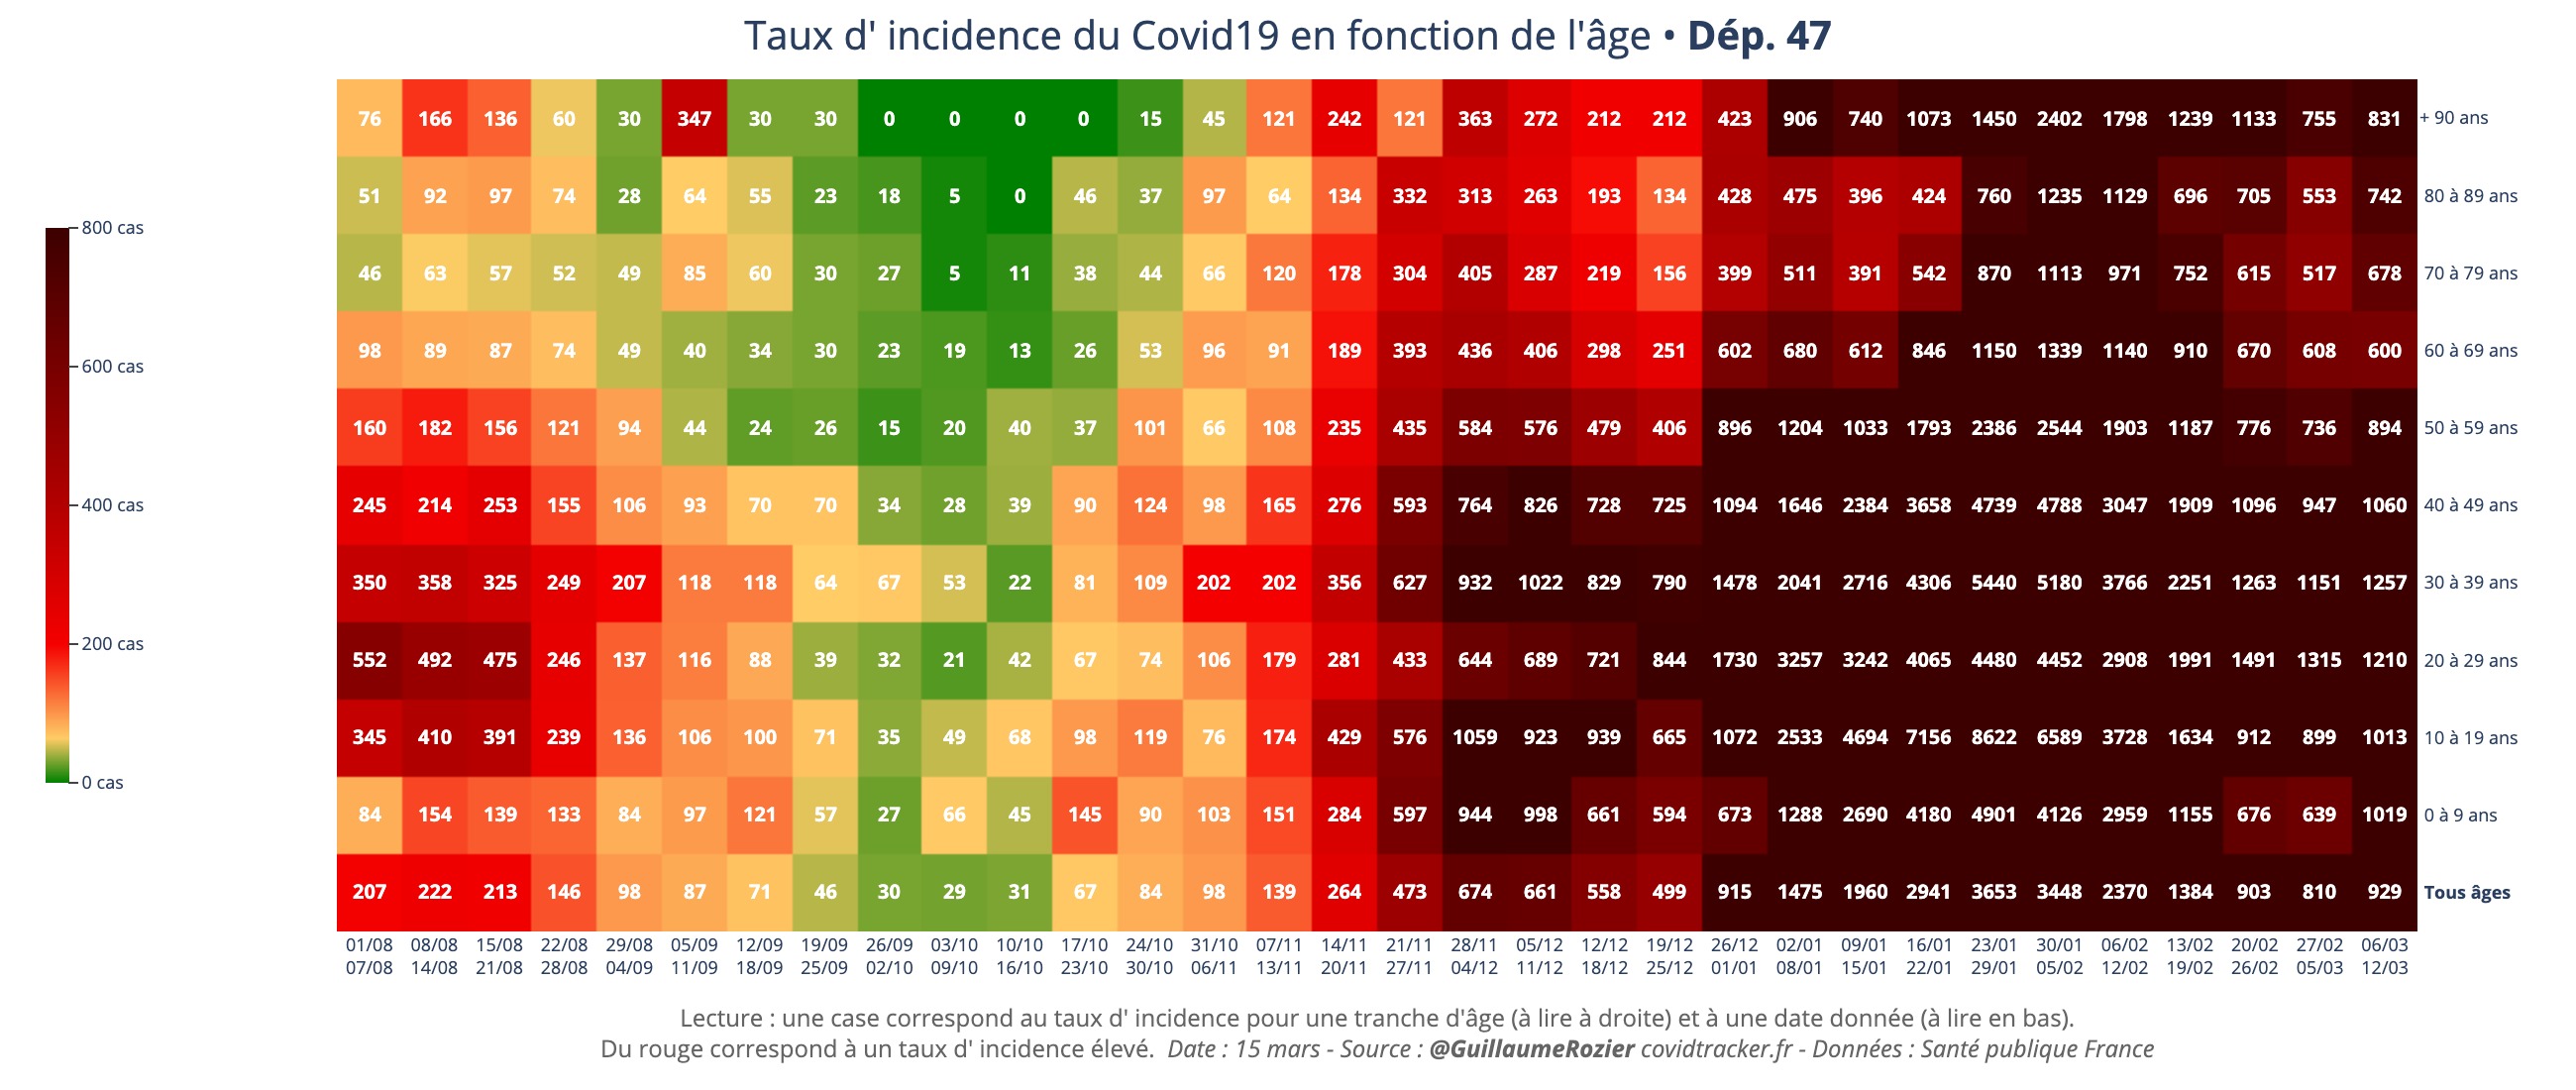 Taux d' incidence du Covid19 en fonction de l'âge • Dép. 47
800 cas
600 cas
400 cas
200 cas
0 cas
76 166 136 60 30 347 30 30 0 0 0 0 15 45 121 242 121 363 272 212 212 423 906 740 1073 1450 2402 1798 1239 1133 755 831 + 90 ans
51 92 97 74 28 64 55 23 18 5 0 46 37 97 64 134 332 313 263 193 134 428 475 396 424 760 1235 1129 696 705 553 742 80 à 89 ans
46 63 57 52 49 85 60 30 27 5 11 38 44 66 120 178 304 405 287 219 156 399 511 391 542 870 1113 971 752 615 517 678 70 à 79 ans
98 89 87 74 49 40 34 30 23 19 13 26 53 96 91 189 393 436 406 298 251 602 680 612 846 1150 1339 1140 910 670 608 600 60 à 69 ans
160 182 156 121 94 44 24 26 15 20 40 37 101 66 108 235 435 584 576 479 406 896 1204 1033 1793 2386 2544 1903 1187 776 736 894 50 à 59 ans
245 214 253 155 106 93 70 70 34 28 39 90 124 98 165 276 593 764 826 728 725 1094 1646 2384 3658 4739 4788 3047 1909 1096 947 1060 40 à 49 ans
350 358 325 249 207 118 118 64 67 53 22 81 109 202 202 356 627 932 1022 829 790 1478 2041 2716 4306 5440 5180 3766 2251 1263 1151 1257 30 à 39 ans
552 492 475 246 137 116 88 39 32 21 42 67 74 106 179 281 433 644 689 721 844 1730 3257 3242 4065 4480 4452 2908 1991 1491 1315 1210 20 à 29 ans
345 410 391 239 136 106 100 71 35 49 68 98 119 76 174 429 576 1059 923 939 665 1072 2533 4694 7156 8622 6589 3728 1634 912 899 1013 10 à 19 ans
84 154 139 133 84 97 121 57 27 66 45 145 90 103 151 284 597 944 998 661 594 673 1288 2690 4180 4901 4126 2959 1155 676 639 1019 0 à 9 ans
207 222 213 146 98 87 71 46 30 29 31 67 84 98 139 264 473 674 661 558 499 915 1475 1960 2941 3653 3448 2370 1384 903 810 929 Tous âges
01/08 08/08 15/08 22/08 29/08 05/09 12/09 19/09 26/09 03/10 10/10 17/10 24/10 31/10 07/11 14/11 21/11 28/11 05/12 12/12 19/12 26/12 02/01 09/01 16/01 23/01 30/01 06/02 13/02 20/02 27/02 06/03
07/08 14/08 21/08 28/08 04/09 11/09 18/09 25/09 02/10 09/10 16/10 23/10 30/10 06/11 13/11 20/11 27/11 04/12 11/12 18/12 25/12 01/01 08/01 15/01 22/01 29/01 05/02 12/02 19/02 26/02 05/03 12/03
Lecture : une case correspond au taux d' incidence pour une tranche d'âge (à lire à droite) et à une date donnée (à lire en bas).
Du rouge correspond à un taux d' incidence élevé. Date : 15 mars - Source : @GuillaumeRozier covidtracker.fr - Données : Santé publique France